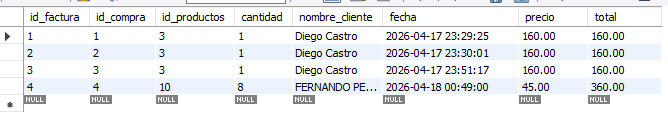 id_factura id_compra id_productos cantidad nombre_cliente fecha precio total
1 1 3 1 Diego Castro 2026-04-17 23:29:25 160.00 160.00
2 2 3 1 Diego Castro 2026-04-17 23:30:01 160.00 160.00
3 3 3 1 Diego Castro 2026-04-17 23:51:17 160.00 160.00
4 4 10 8 FERNANDO PE... 2026-04-18 00:49:00 45.00 360.00
NULL NULL NULL NULL NULL NULL NULL NULL